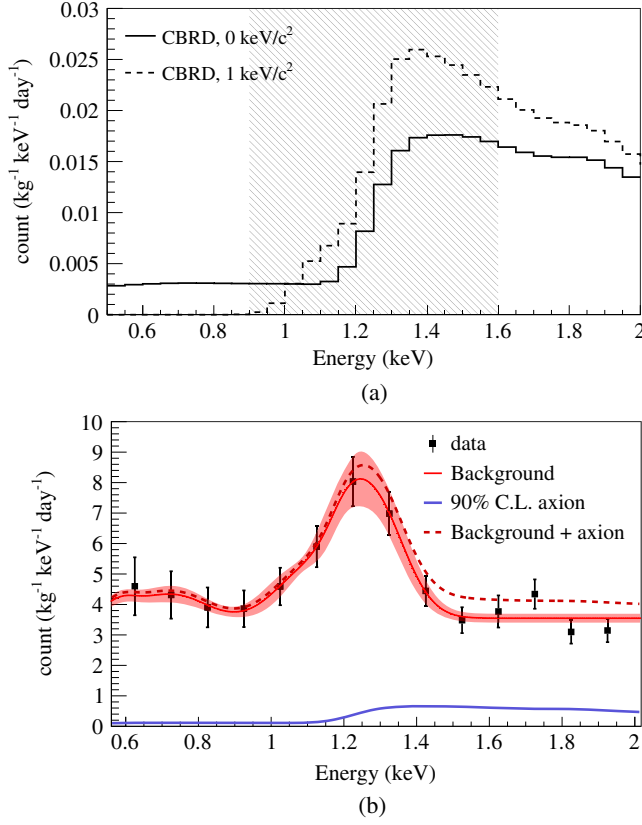 0.03
0.025
0.02
0.015
0.01
0.005
0
count (kg⁻¹ keV⁻¹ day⁻¹)
CBRD, 0 keV/c²
CBRD, 1 keV/c²
0.6 0.8 1 1.2 1.4 1.6 1.8 2
Energy (keV)
(a)
10
9
8
7
6
5
4
3
2
1
0
count (kg⁻¹ keV⁻¹ day⁻¹)
data
Background
90% C.L. axion
Background + axion
0.6 0.8 1 1.2 1.4 1.6 1.8 2
Energy (keV)
(b)